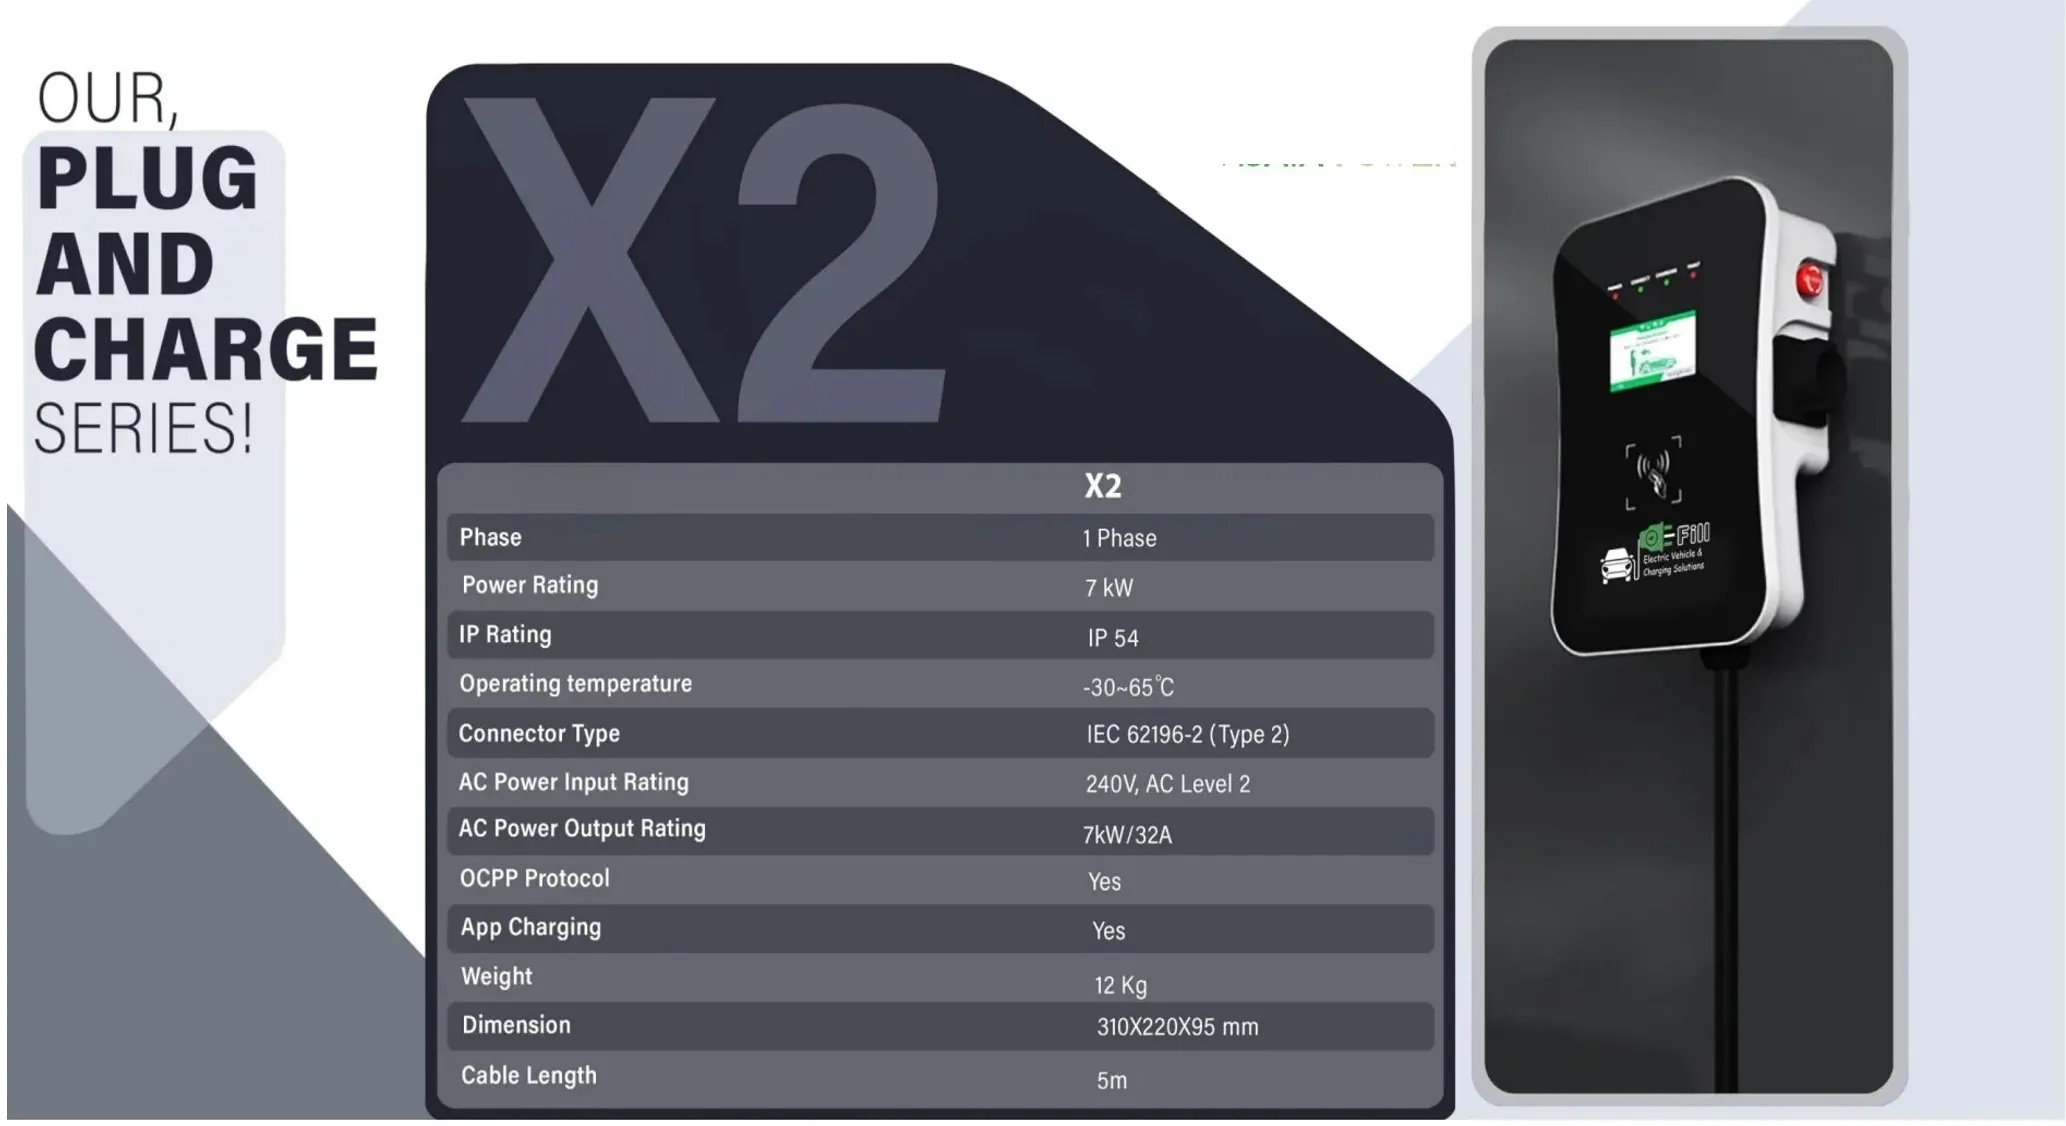 OUR,
PLUG
AND
CHARGE
SERIES!
X2
X2
Phase 1 Phase
Power Rating 7 kW
IP Rating IP 54
Operating temperature -30~65°C
Connector Type IEC 62196-2 (Type 2)
AC Power Input Rating 240V, AC Level 2
AC Power Output Rating 7kW/32A
OCPP Protocol Yes
App Charging Yes
Weight 12 Kg
Dimension 310X220X95 mm
Cable Length 5m
E-Fill
Electric Vehicle &
Charging Solutions